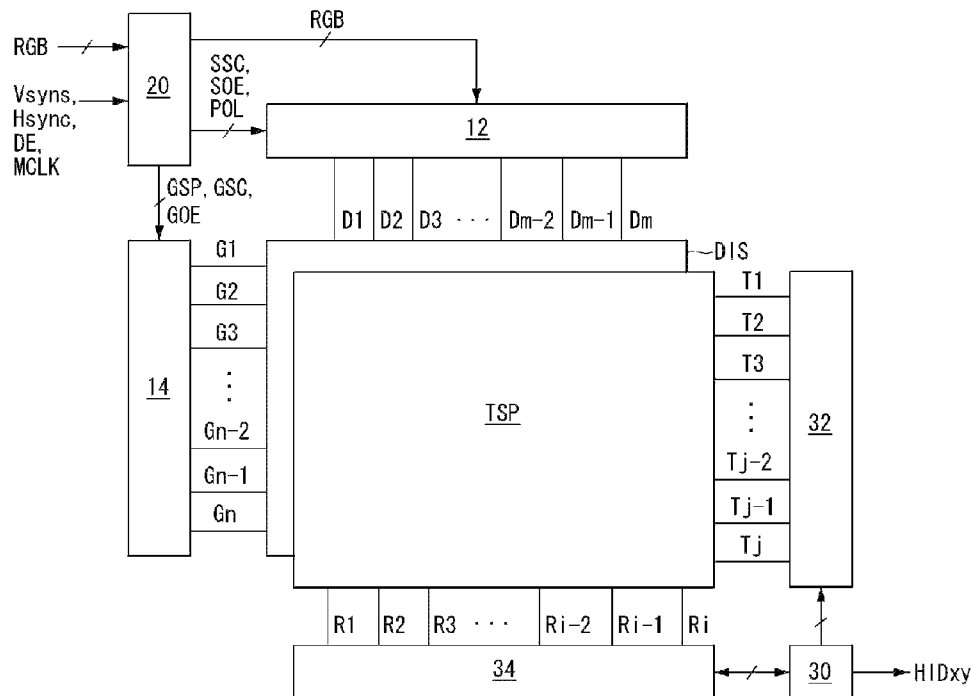 RGB
Vsyns,
Hsync,
DE,
MCLK
20
RGB
SSC,
SOE,
POL
12
GSP, GSC,
GOE
D1 D2 D3 ··· Dm-2 Dm-1 Dm
DIS
14
G1
G2
G3
⋮
Gn-2
Gn-1
Gn
TSP
T1
T2
T3
⋮
Tj-2
Tj-1
Tj
32
R1 R2 R3 ··· Ri-2 Ri-1 Ri
34
30
HIDxy